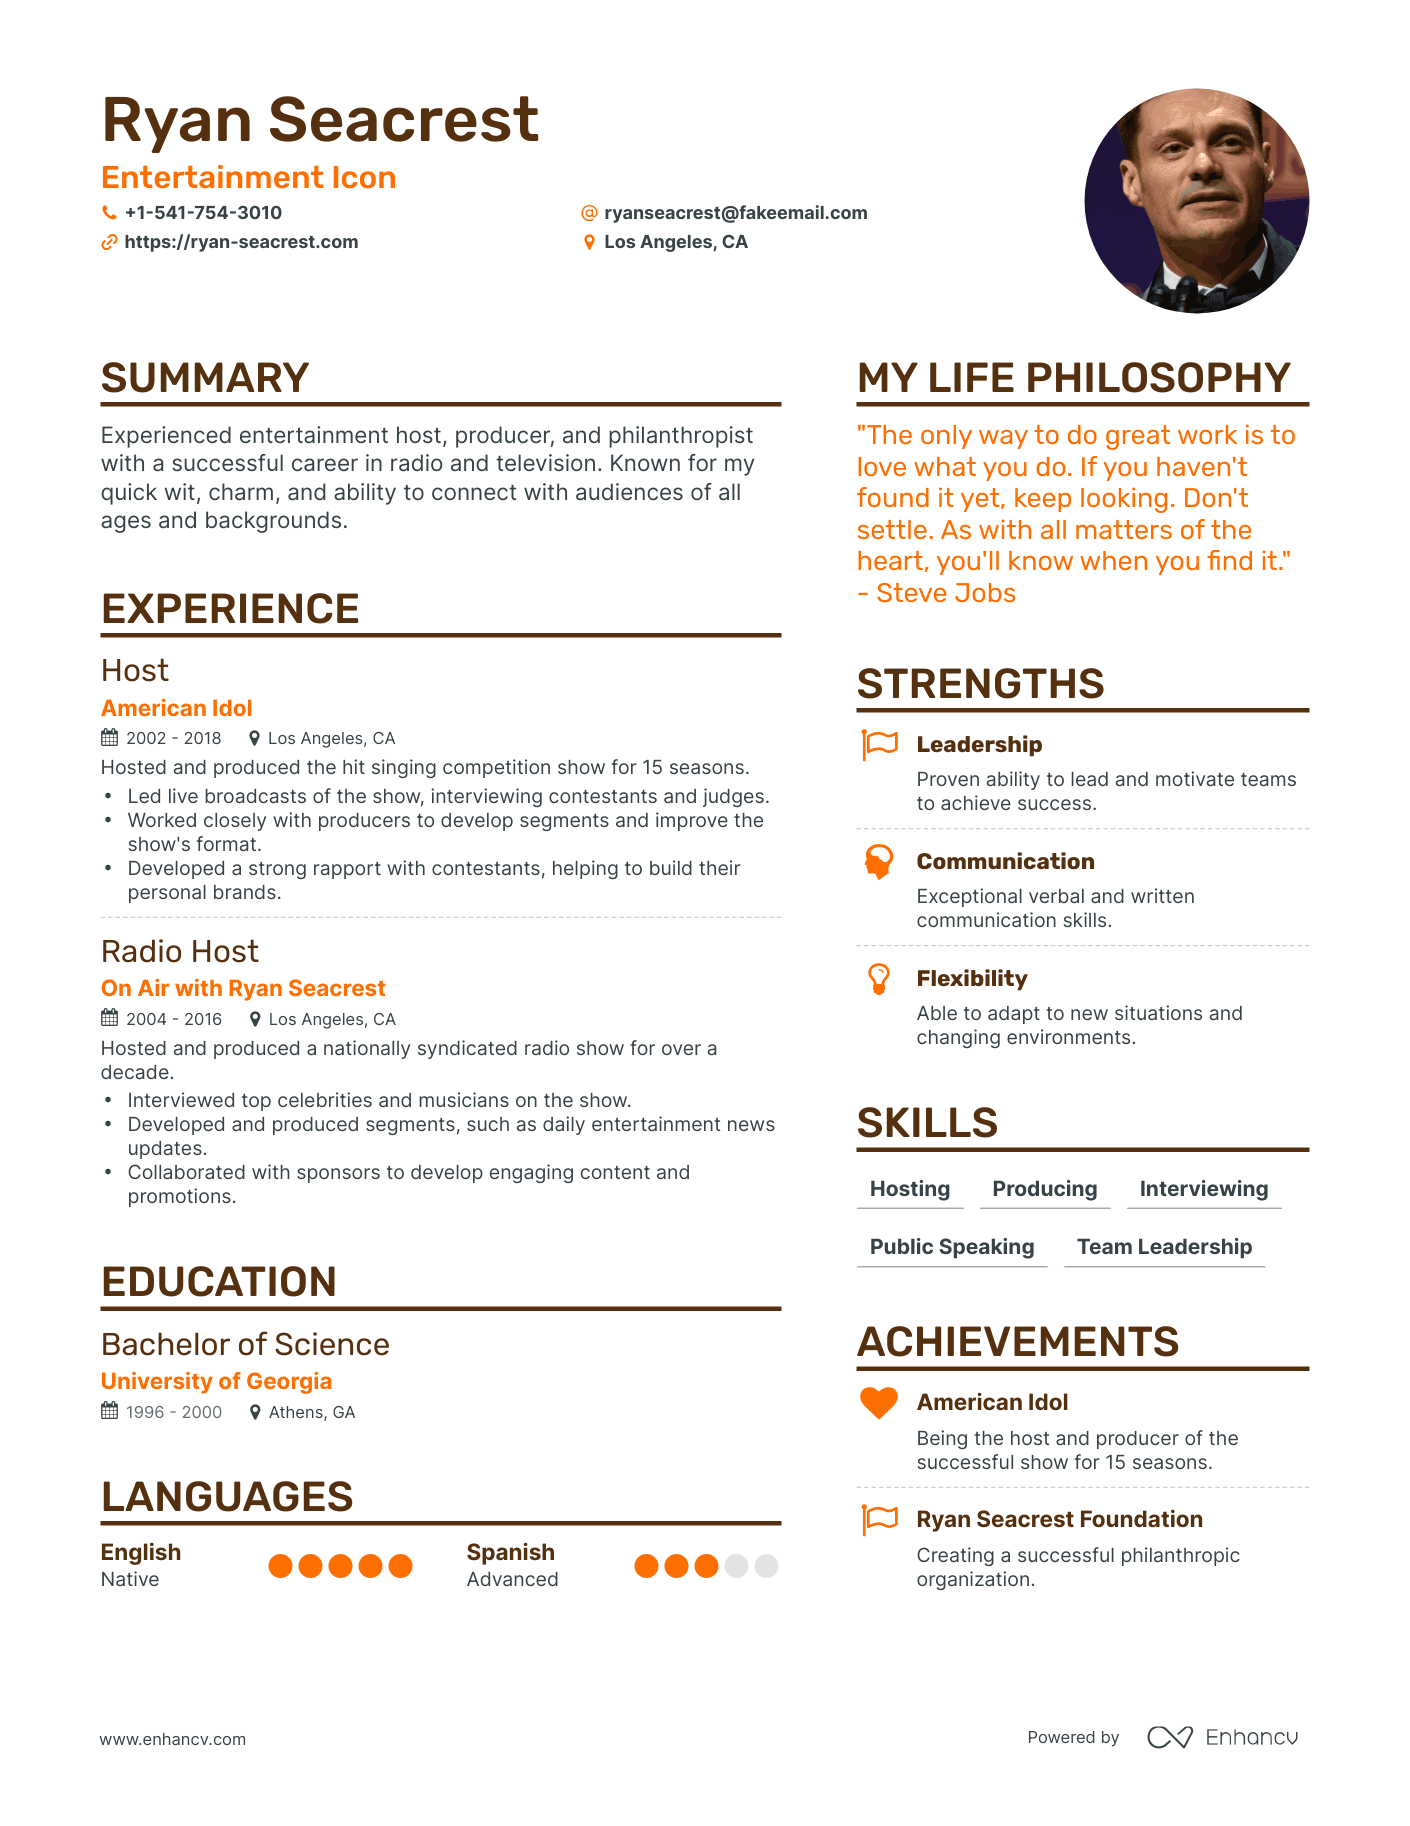 Ryan Seacrest
Entertainment Icon
+1-541-754-3010
ryanseacrest@fakeemail.com
https://ryan-seacrest.com
Los Angeles, CA
SUMMARY
Experienced entertainment host, producer, and philanthropist
with a successful career in radio and television. Known for my
quick wit, charm, and ability to connect with audiences of all
ages and backgrounds.
EXPERIENCE
Host
American Idol
2002 - 2018 Los Angeles, CA
Hosted and produced the hit singing competition show for 15 seasons.
• Led live broadcasts of the show, interviewing contestants and judges.
• Worked closely with producers to develop segments and improve the
show's format.
• Developed a strong rapport with contestants, helping to build their
personal brands.
Radio Host
On Air with Ryan Seacrest
2004 - 2016 Los Angeles, CA
Hosted and produced a nationally syndicated radio show for over a
decade.
• Interviewed top celebrities and musicians on the show.
• Developed and produced segments, such as daily entertainment news
updates.
• Collaborated with sponsors to develop engaging content and
promotions.
EDUCATION
Bachelor of Science
University of Georgia
1996 - 2000 Athens, GA
LANGUAGES
English
Native
Spanish
Advanced
MY LIFE PHILOSOPHY
"The only way to do great work is to
love what you do. If you haven't
found it yet, keep looking. Don't
settle. As with all matters of the
heart, you'll know when you find it."
- Steve Jobs
STRENGTHS
Leadership
Proven ability to lead and motivate teams
to achieve success.
Communication
Exceptional verbal and written
communication skills.
Flexibility
Able to adapt to new situations and
changing environments.
SKILLS
Hosting Producing Interviewing
Public Speaking Team Leadership
ACHIEVEMENTS
American Idol
Being the host and producer of the
successful show for 15 seasons.
Ryan Seacrest Foundation
Creating a successful philanthropic
organization.
www.enhancv.com
Powered by Enhancv